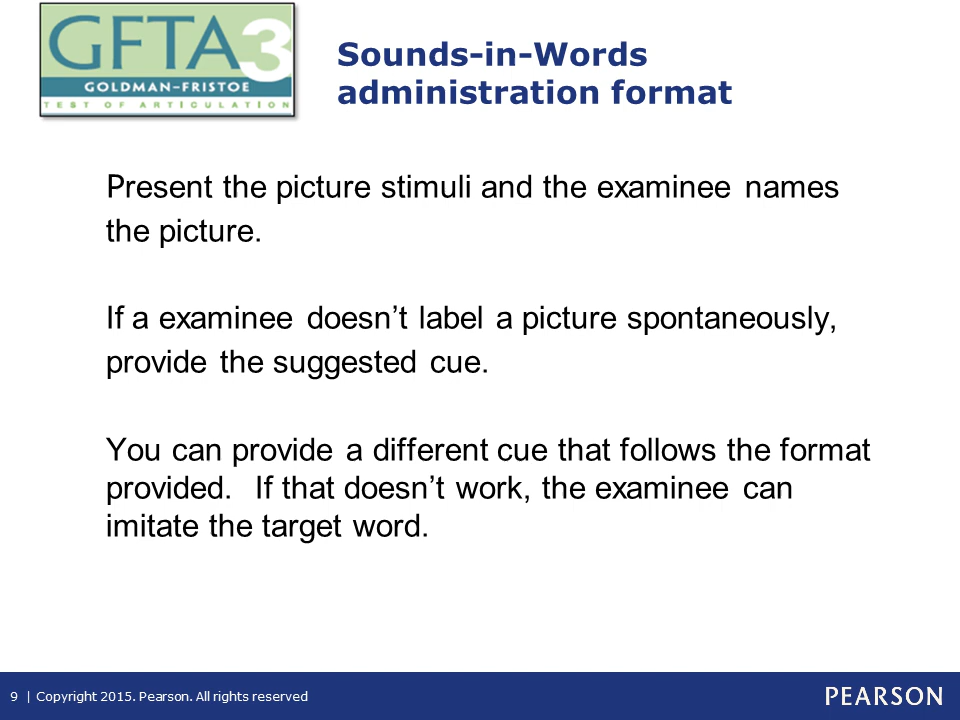 GFTA3
GOLDMAN-FRISTOE
TEST OF ARTICULATION
Sounds-in-Words
administration format
Present the picture stimuli and the examinee names
the picture.
If a examinee doesn’t label a picture spontaneously,
provide the suggested cue.
You can provide a different cue that follows the format
provided.  If that doesn’t work, the examinee can
imitate the target word.
9 | Copyright 2015. Pearson. All rights reserved
PEARSON